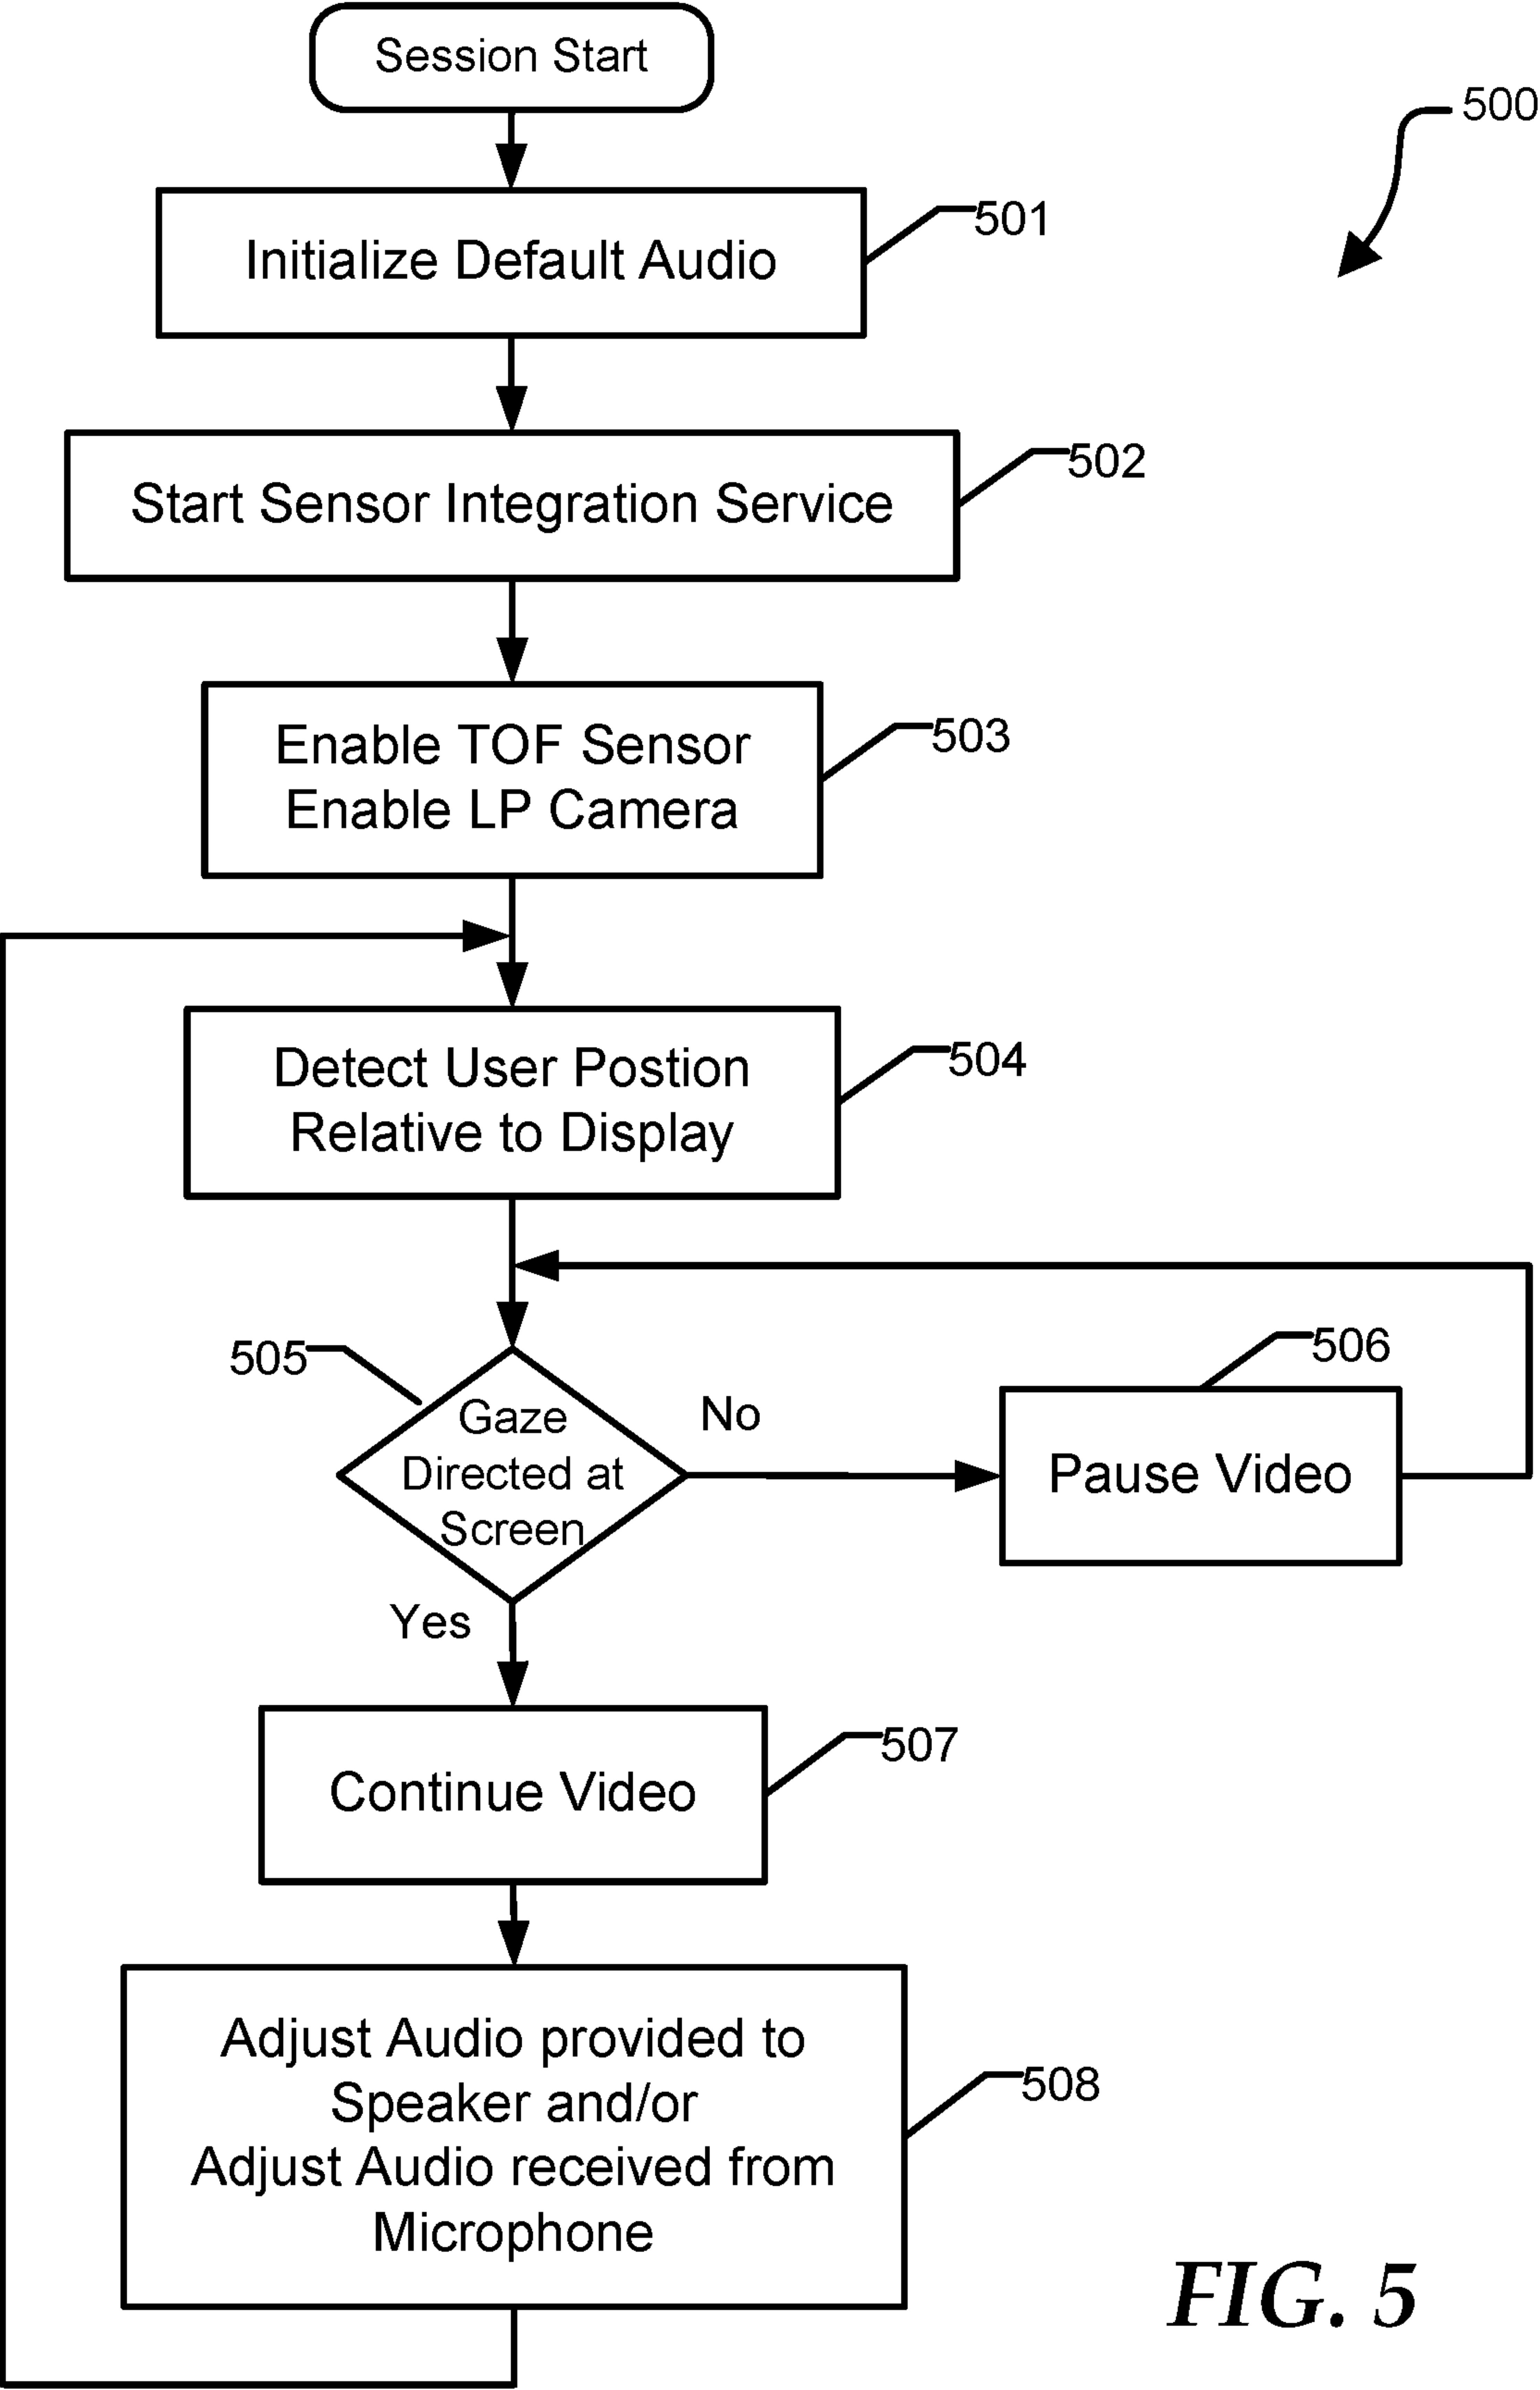 Session Start
500
Initialize Default Audio
501
Start Sensor Integration Service
502
Enable TOF Sensor
Enable LP Camera
503
Detect User Postion
Relative to Display
504
505
Gaze
Directed at
Screen
No
506
Pause Video
Yes
Continue Video
507
Adjust Audio provided to
Speaker and/or
Adjust Audio received from
Microphone
508
FIG. 5